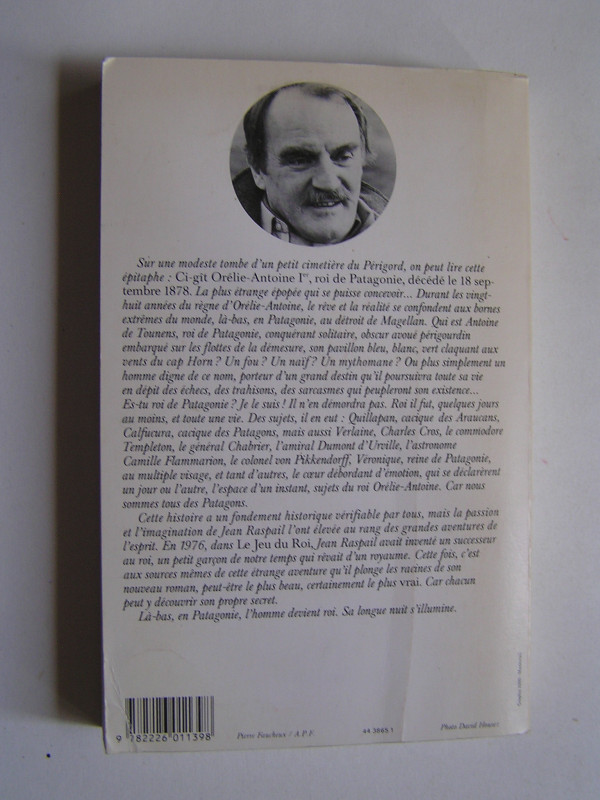 Sur une modeste tombe d'un petit cimetière du Périgord, on peut lire cette
épitaphe : Ci-gît Orélie-Antoine Ier, roi de Patagonie, décédé le 18 sep-
tembre 1878. La plus étrange épopée qui se puisse concevoir... Durant les vingt-
huit années du règne d'Orélie-Antoine, le rêve et la réalité se confondent aux bornes
extrêmes du monde, là-bas, en Patagonie, au détroit de Magellan. Qui est Antoine
de Tounens, roi de Patagonie, conquérant solitaire, obscur avoué périgourdin
embarqué sur les flottes de la démesure, son pavillon bleu, blanc, vert claquant aux
vents du cap Horn ? Un fou ? Un naïf ? Un mythomane ? Ou plus simplement un
homme digne de ce nom, porteur d'un grand destin qu'il poursuivra toute sa vie
en dépit des échecs, des trahisons, des sarcasmes qui peupleront son existence...
Es-tu roi de Patagonie ? Je le suis ! Il n'en démordra pas. Roi il fut, quelques jours
au moins, et toute une vie. Des sujets, il en eut : Quillapan, cacique des Araucans,
Calfucura, cacique des Patagons, mais aussi Verlaine, Charles Cros, le commodore
Templeton, le général Chabrier, l'amiral Dumont d'Urville, l'astronome
Camille Flammarion, le colonel von Pikkendorff, Véronique, reine de Patagonie,
au multiple visage, et tant d'autres, le cœur débordant d'émotion, qui se déclarèrent
un jour ou l'autre, l'espace d'un instant, sujets du roi Orélie-Antoine. Car nous
sommes tous des Patagons.
Cette histoire a un fondement historique vérifiable par tous, mais la passion
et l'imagination de Jean Raspail l'ont élevée au rang des grandes aventures de
l'esprit. En 1976, dans Le Jeu du Roi, Jean Raspail avait inventé un successeur
au roi, un petit garçon de notre temps qui rêvait d'un royaume. Cette fois, c'est
aux sources mêmes de cette étrange aventure qu'il plonge les racines de son
nouveau roman, peut-être le plus beau, certainement le plus vrai. Car chacun
peut y découvrir son propre secret.
Là-bas, en Patagonie, l'homme devient roi. Sa longue nuit s'illumine.
9 782226 011398
Pierre Faucheux / A.P.F.
44.3665.1
Photo David